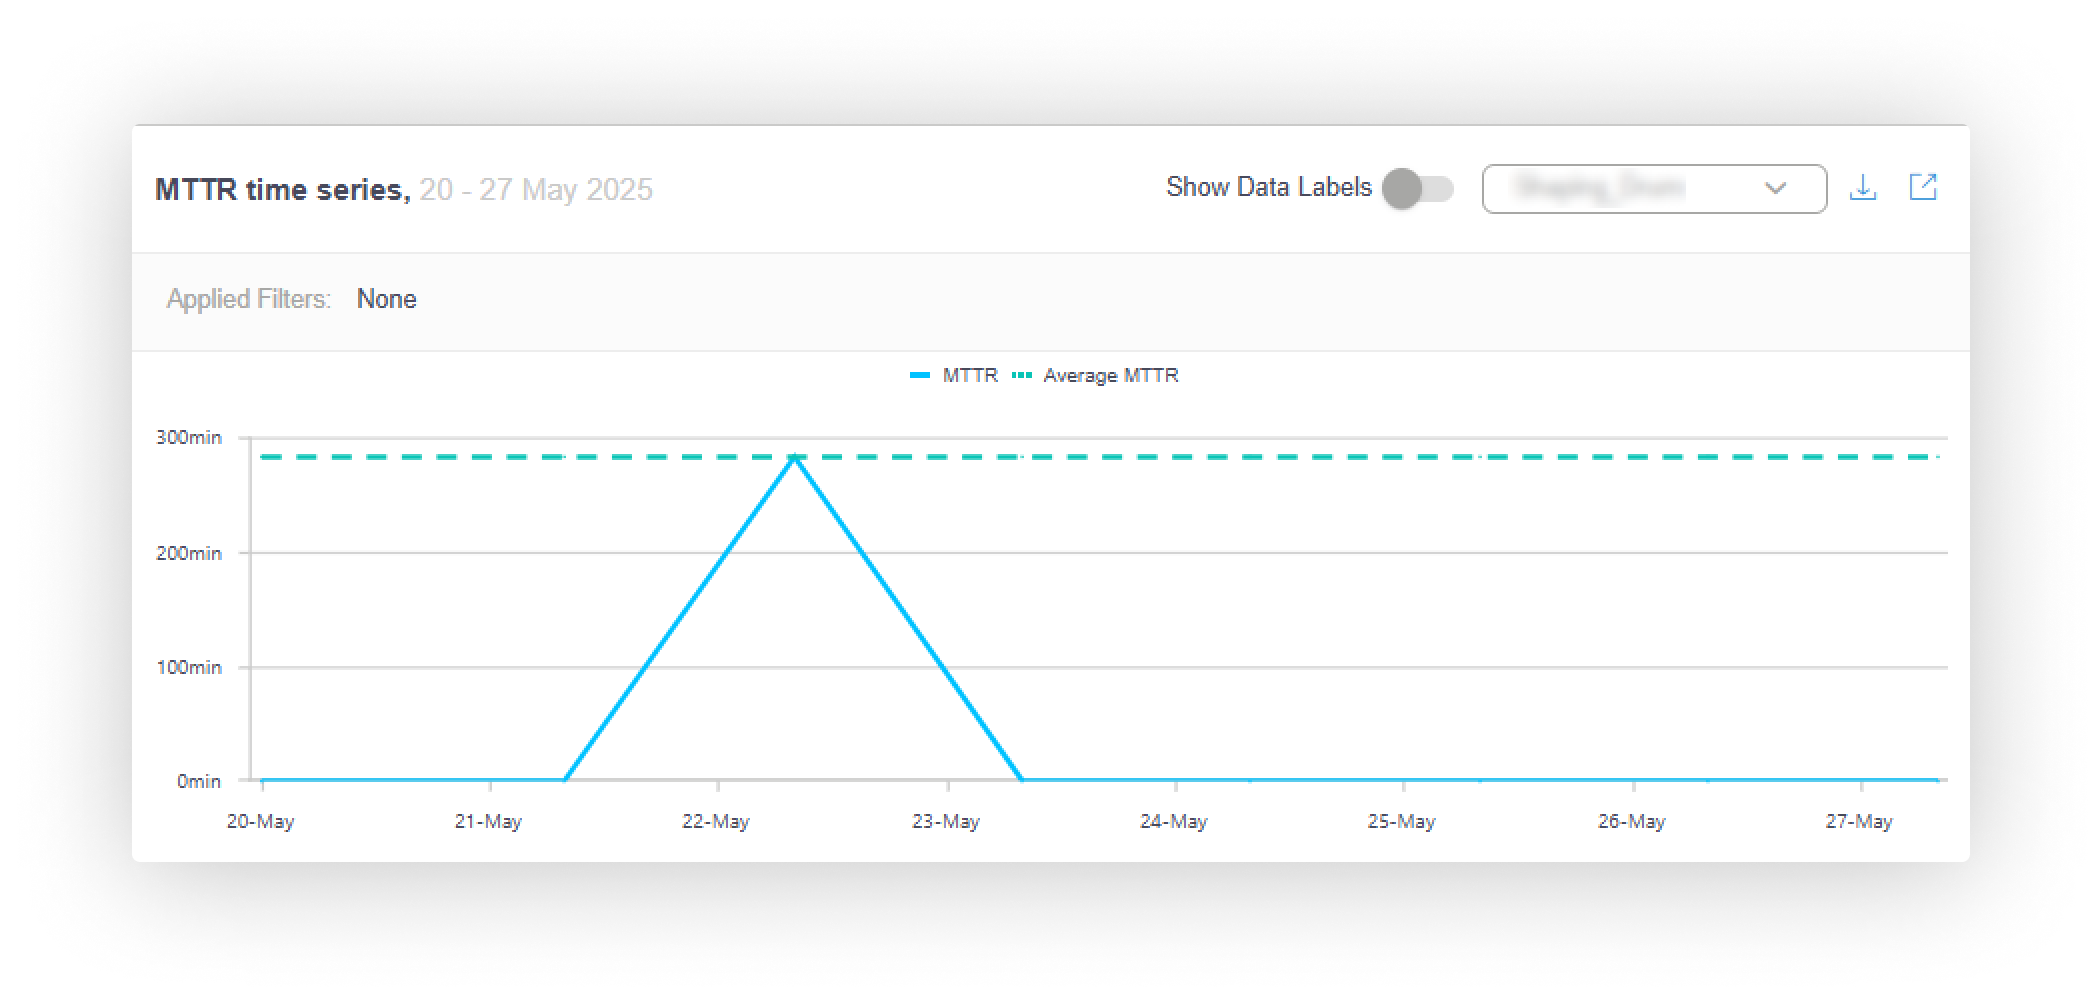 MTTR time series, 20 - 27 May 2025
Show Data Labels
Applied Filters: None
MTTR Average MTTR
300min
200min
100min
0min
20-May 21-May 22-May 23-May 24-May 25-May 26-May 27-May